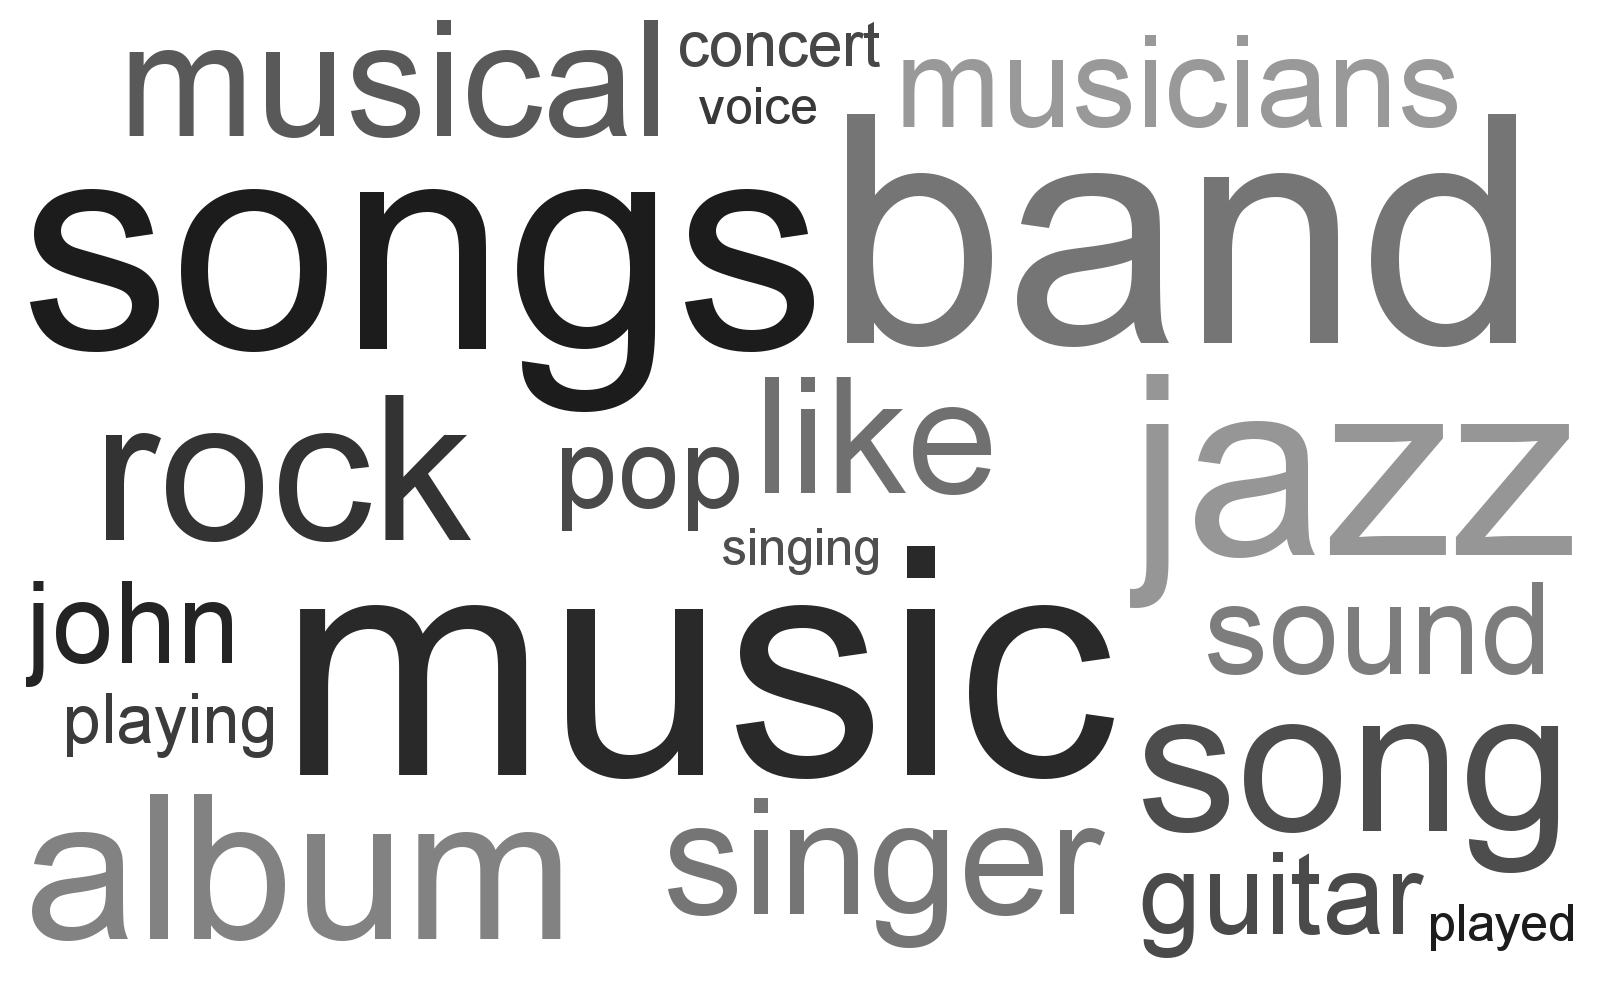 musical concert musicians
voice
songs band
rock pop like jazz
singing
john music sound
playing song
album singer guitar
played